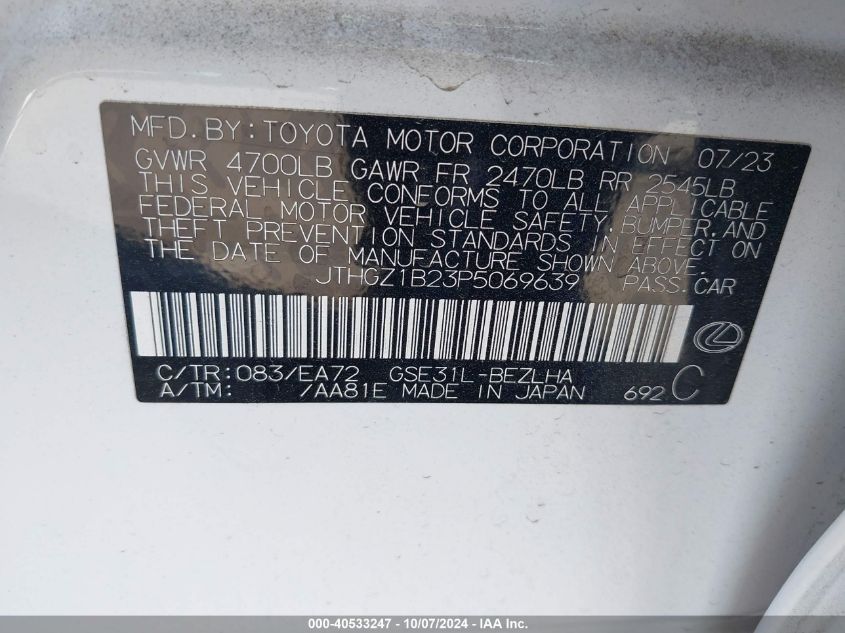 MFD. BY: TOYOTA MOTOR CORPORATION 07/23
GVWR 4700LB GAWR FR 2470LB RR 2545LB
THIS VEHICLE CONFORMS TO ALL APPLICABLE
FEDERAL MOTOR VEHICLE SAFETY, BUMPER, AND
THEFT PREVENTION STANDARDS IN EFFECT ON
THE DATE OF MANUFACTURE SHOWN ABOVE.
JTHGZ1B23P5069639 PASS. CAR
C/TR: 083/EA72 GSE31L-BEZLHA
A/TM: /AA81E MADE IN JAPAN 692 C
000-40533247 - 10/07/2024 - IAA Inc.